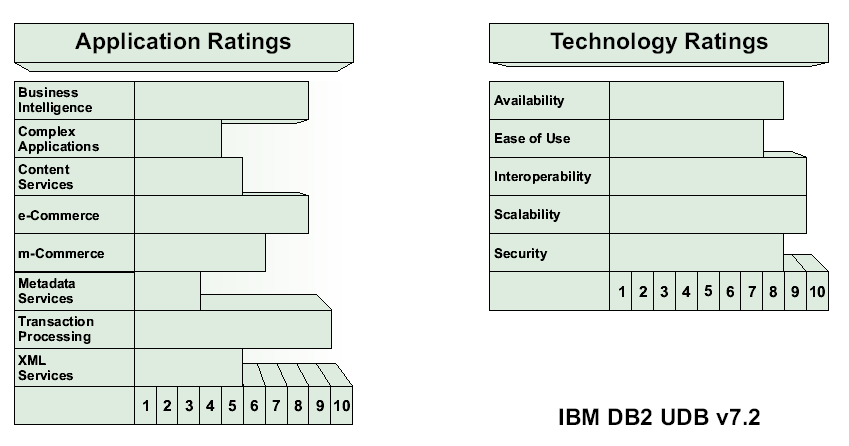 Application Ratings
Business
Intelligence
Complex
Applications
Content
Services
e-Commerce
m-Commerce
Metadata
Services
Transaction
Processing
XML
Services
1 2 3 4 5 6 7 8 9 10
Technology Ratings
Availability
Ease of Use
Interoperability
Scalability
Security
1 2 3 4 5 6 7 8 9 10
IBM DB2 UDB v7.2